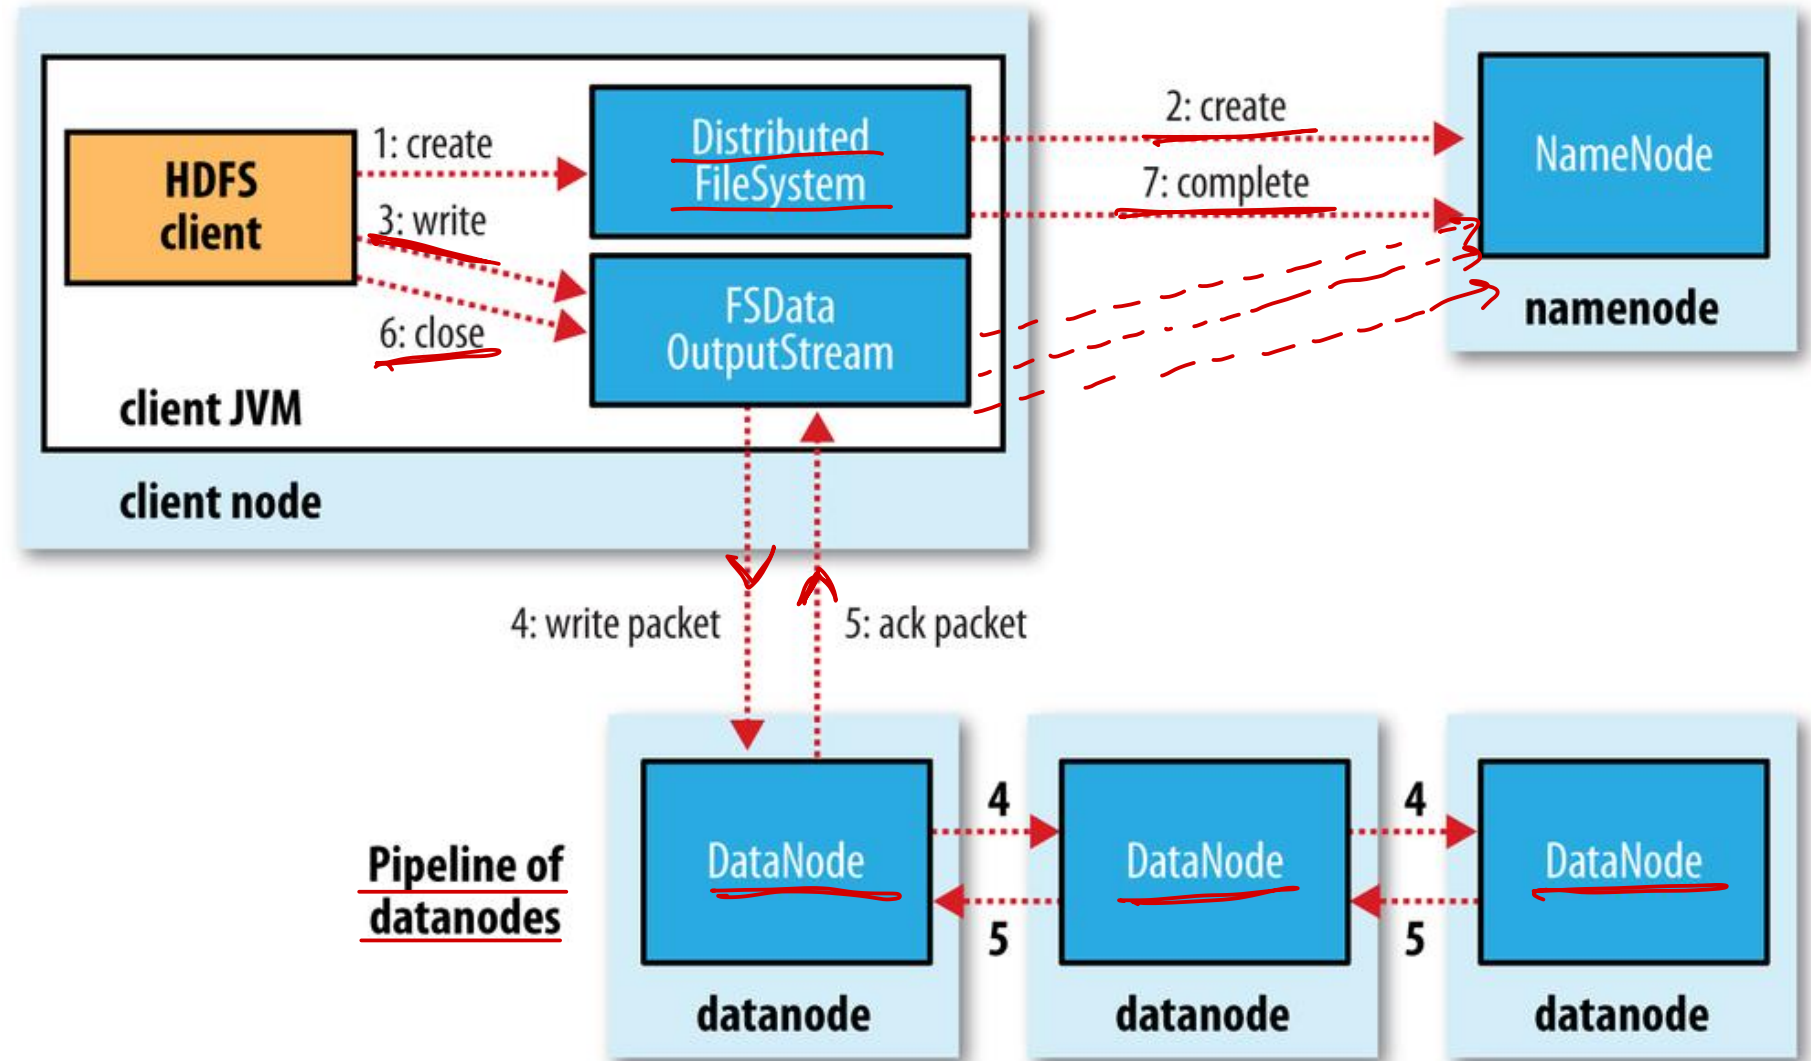 HDFS
client
1: create
3: write
6: close
Distributed
FileSystem
FSData
OutputStream
client JVM
client node
2: create
7: complete
NameNode
namenode
4: write packet
5: ack packet
Pipeline of
datanodes
DataNode
datanode
4
5
DataNode
datanode
4
5
DataNode
datanode